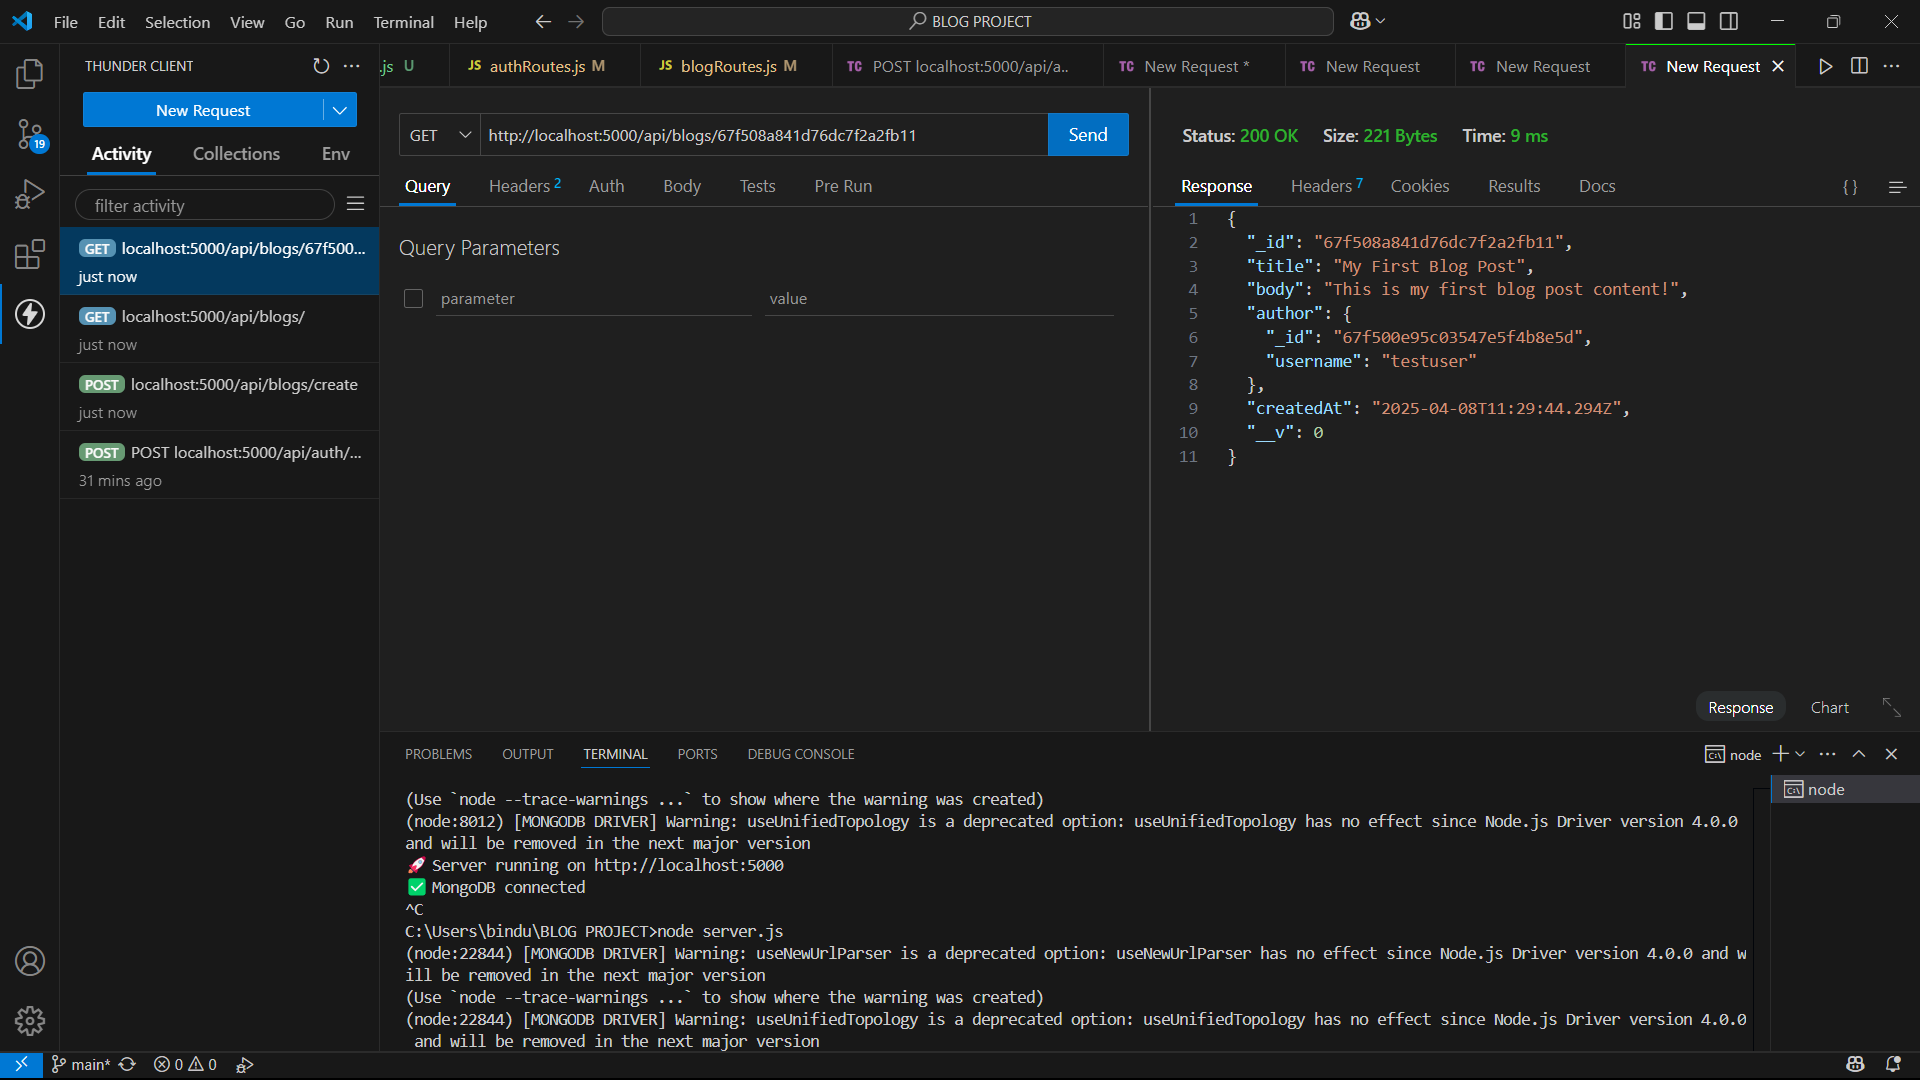 File Edit Selection View Go Run Terminal Help
BLOG PROJECT
THUNDER CLIENT
New Request
Activity Collections Env
filter activity
GET localhost:5000/api/blogs/67f500...
just now
GET localhost:5000/api/blogs/
just now
POST localhost:5000/api/blogs/create
just now
POST POST localhost:5000/api/auth/...
31 mins ago
19
.js U
JS authRoutes.js M
JS blogRoutes.js M
TC POST localhost:5000/api/a..
TC New Request *
TC New Request
TC New Request
TC New Request
GET http://localhost:5000/api/blogs/67f508a841d76dc7f2a2fb11 Send
Query Headers 2 Auth Body Tests Pre Run
Query Parameters
parameter value
Status: 200 OK Size: 221 Bytes Time: 9 ms
Response Headers 7 Cookies Results Docs {}
1 {
2 "_id": "67f508a841d76dc7f2a2fb11",
3 "title": "My First Blog Post",
4 "body": "This is my first blog post content!",
5 "author": {
6 "_id": "67f500e95c03547e5f4b8e5d",
7 "username": "testuser"
8 },
9 "createdAt": "2025-04-08T11:29:44.294Z",
10 "__v": 0
11 }
Response Chart
PROBLEMS OUTPUT TERMINAL PORTS DEBUG CONSOLE
node
node
(Use `node --trace-warnings ...` to show where the warning was created)
(node:8012) [MONGODB DRIVER] Warning: useUnifiedTopology is a deprecated option: useUnifiedTopology has no effect since Node.js Driver version 4.0.0
and will be removed in the next major version
🚀 Server running on http://localhost:5000
✅ MongoDB connected
^C
C:\Users\bindu\BLOG PROJECT>node server.js
(node:22844) [MONGODB DRIVER] Warning: useNewUrlParser is a deprecated option: useNewUrlParser has no effect since Node.js Driver version 4.0.0 and w
ill be removed in the next major version
(Use `node --trace-warnings ...` to show where the warning was created)
(node:22844) [MONGODB DRIVER] Warning: useUnifiedTopology is a deprecated option: useUnifiedTopology has no effect since Node.js Driver version 4.0.0
and will be removed in the next major version
main* 0 0